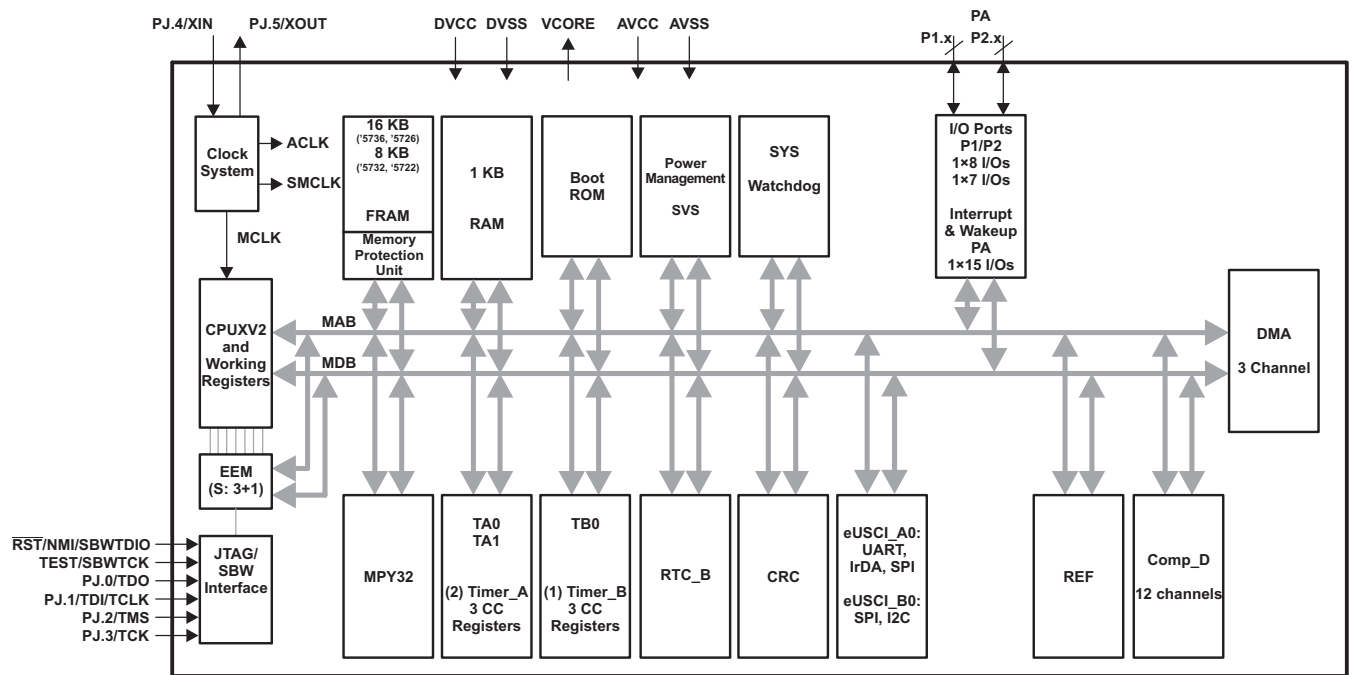 PJ.4/XIN
PJ.5/XOUT
DVCC
DVSS
VCORE
AVCC
AVSS
PA
P1.x
P2.x
Clock
System
ACLK
SMCLK
MCLK
16 KB
('5736, '5726)
8 KB
('5732, '5722)
FRAM
Memory
Protection
Unit
1 KB
RAM
Boot
ROM
Power
Management
SVS
SYS
Watchdog
I/O Ports
P1/P2
1×8 I/Os
1×7 I/Os
Interrupt
& Wakeup
PA
1×15 I/Os
CPUXV2
and
Working
Registers
MAB
MDB
DMA
3 Channel
EEM
(S: 3+1)
RST/NMI/SBWTDIO
TEST/SBWTCK
PJ.0/TDO
PJ.1/TDI/TCLK
PJ.2/TMS
PJ.3/TCK
JTAG/
SBW
Interface
MPY32
TA0
TA1
(2) Timer_A
3 CC
Registers
TB0
(1) Timer_B
3 CC
Registers
RTC_B
CRC
eUSCI_A0:
UART,
IrDA, SPI
eUSCI_B0:
SPI, I2C
REF
Comp_D
12 channels